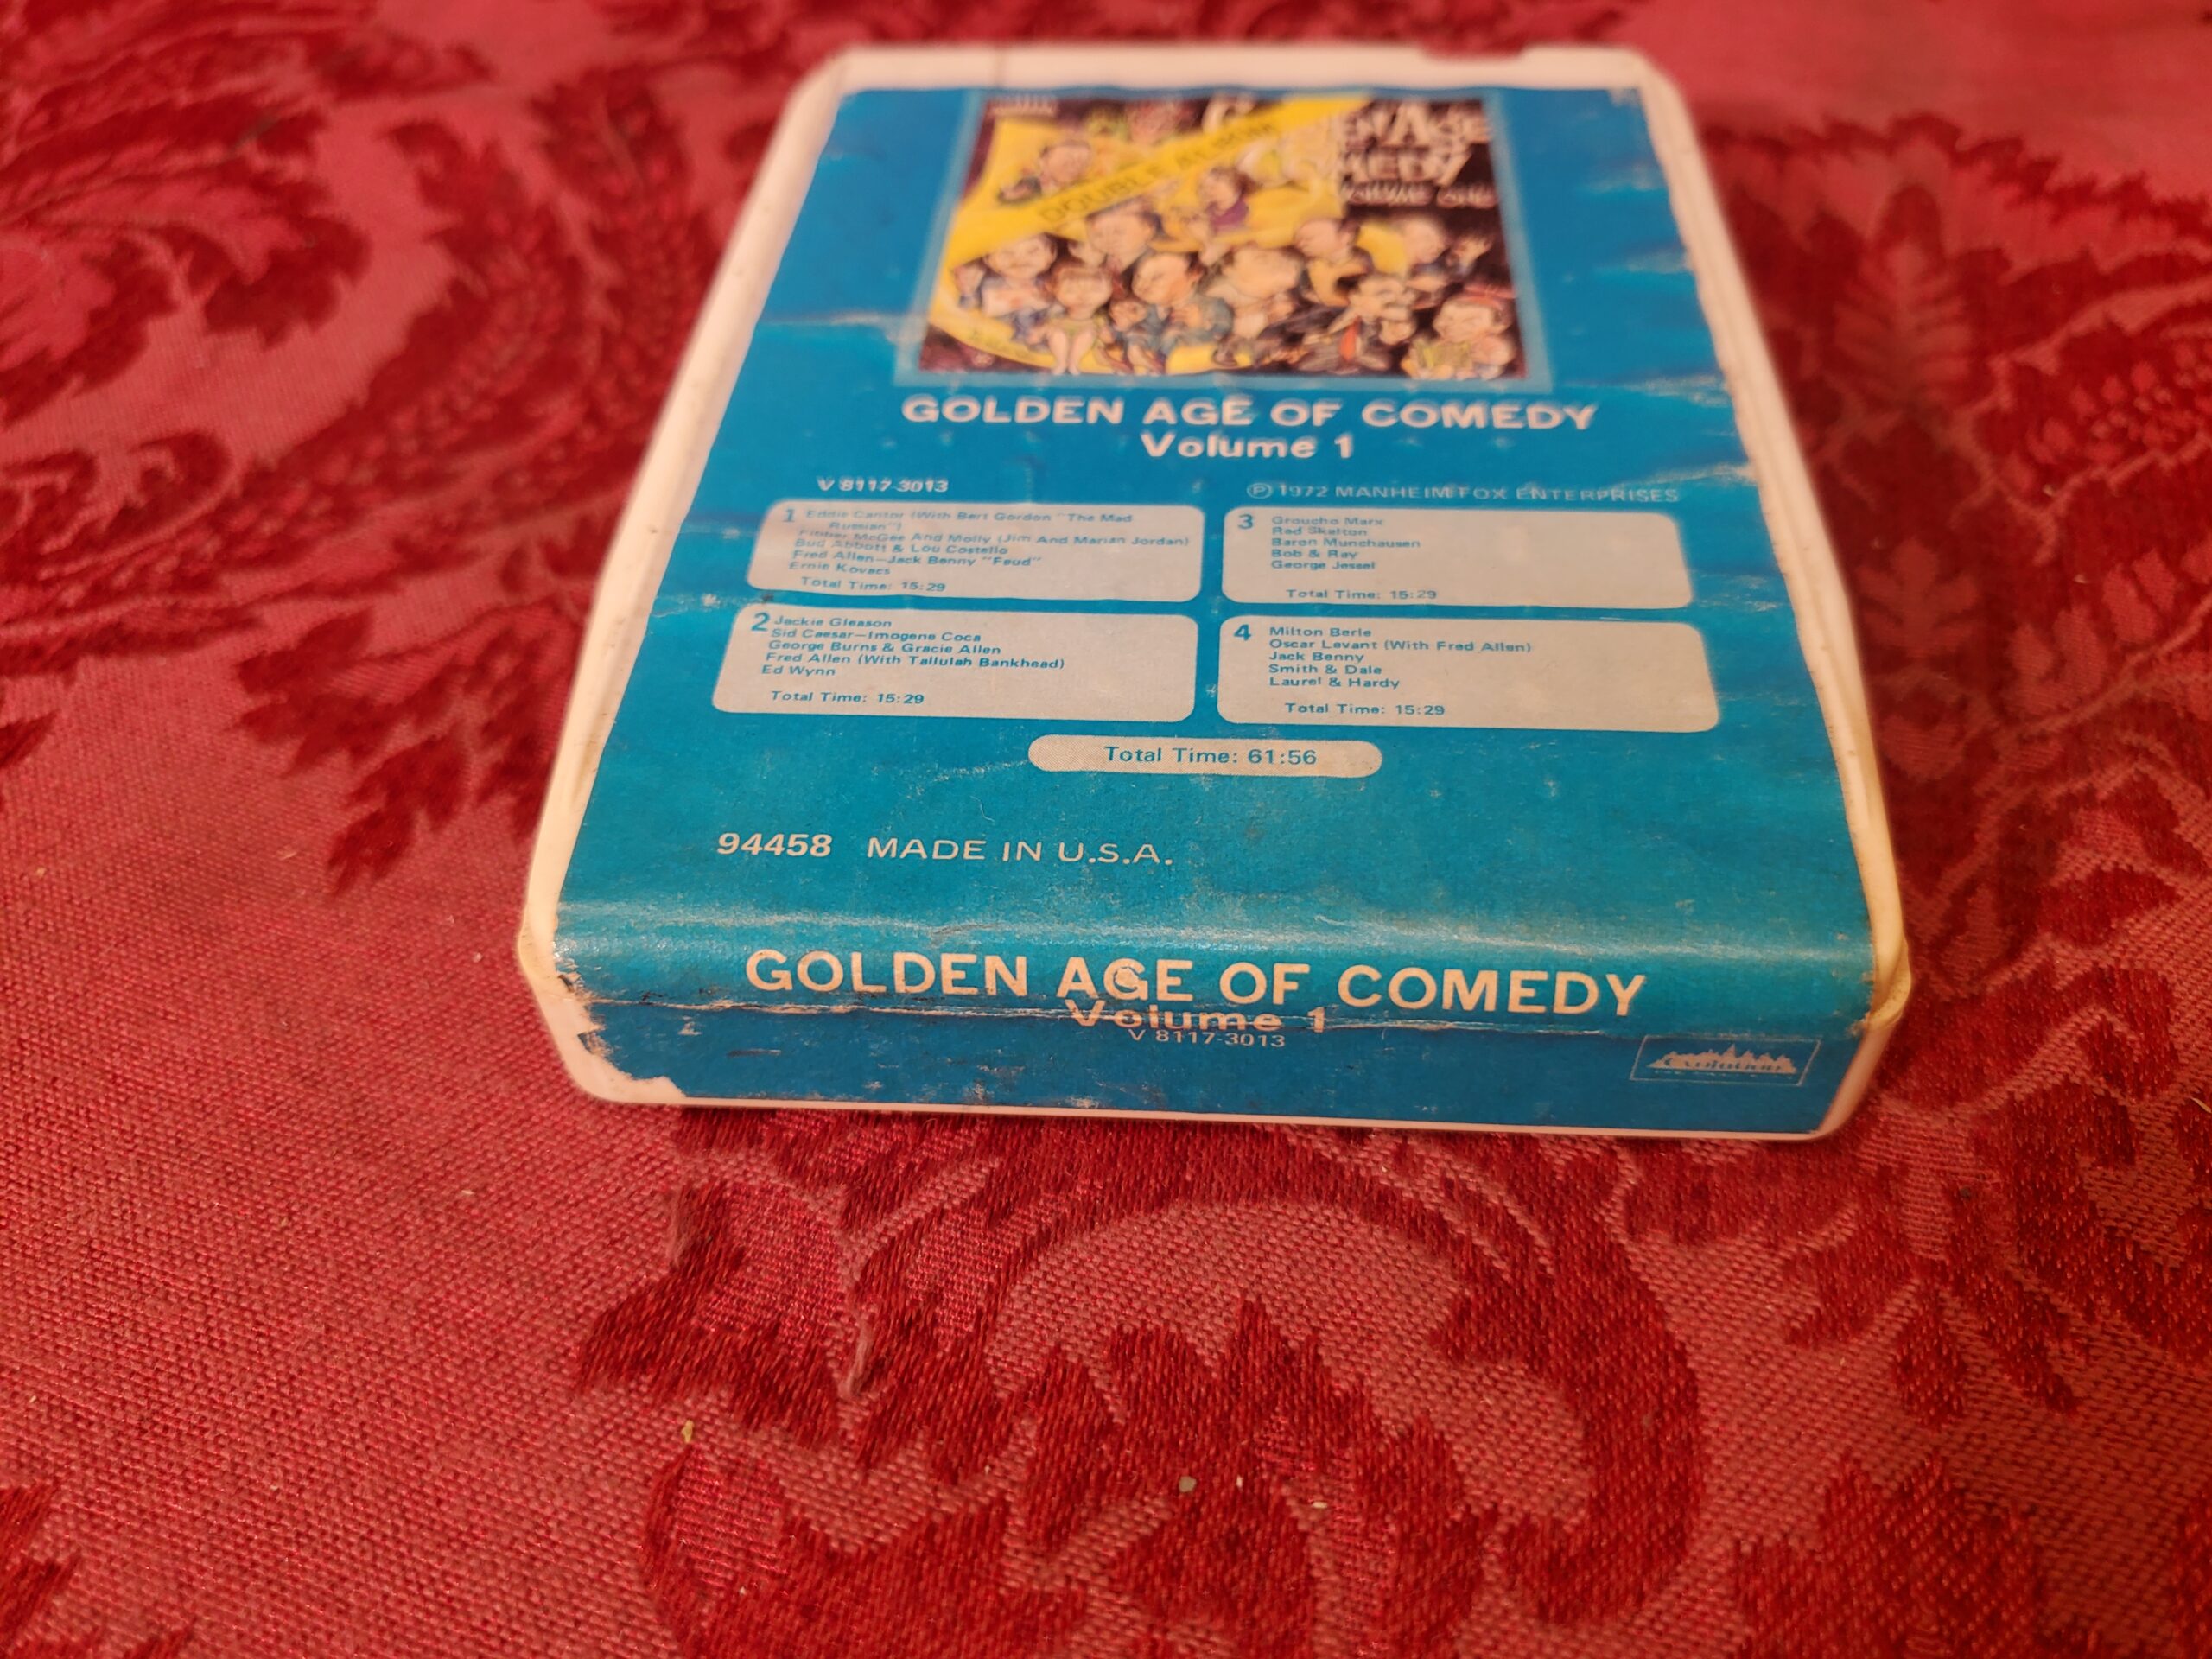 DOUBLE ALBUM
GOLDEN AGE OF COMEDY
Volume 1
V 8117-3013
Ⓟ 1972 MANHEIM FOX ENTERPRISES
1 Eddie Cantor (With Bert Gordon "The Mad
Russian")
Fibber McGee And Molly (Jim And Marian Jordan)
Bud Abbott & Lou Costello
Fred Allen—Jack Benny "Feud"
Ernie Kovacs
Total Time: 15:29
2 Jackie Gleason
Sid Caesar—Imogene Coca
George Burns & Gracie Allen
Fred Allen (With Tallulah Bankhead)
Ed Wynn
Total Time: 15:29
3 Groucho Marx
Red Skelton
Baron Munchausen
Bob & Ray
George Jessel
Total Time: 15:29
4 Milton Berle
Oscar Levant (With Fred Allen)
Jack Benny
Smith & Dale
Laurel & Hardy
Total Time: 15:29
Total Time: 61:56
94458 MADE IN U.S.A.
GOLDEN AGE OF COMEDY
Volume 1
V 8117-3013
Evolution